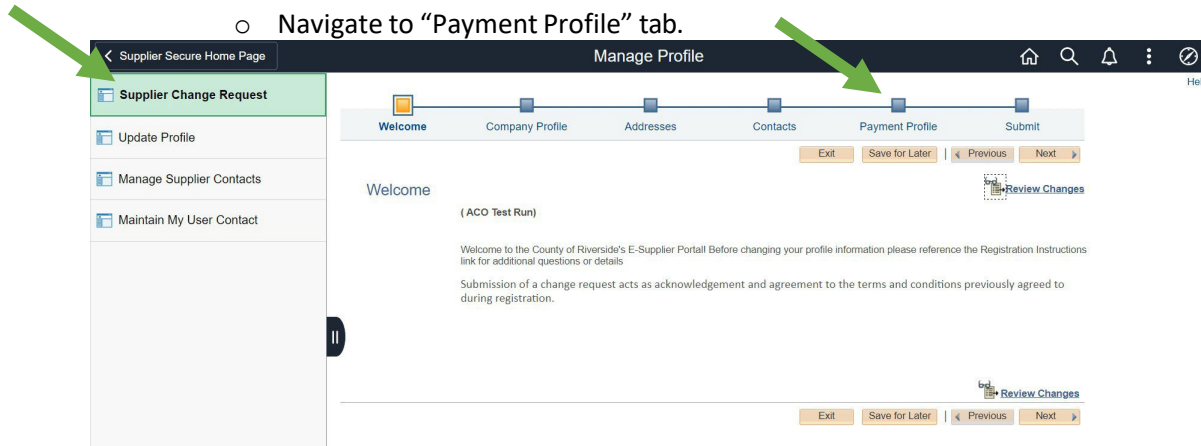 o Navigate to “Payment Profile” tab.
Supplier Secure Home Page
Manage Profile
Supplier Change Request
Update Profile
Manage Supplier Contacts
Maintain My User Contact
Welcome Company Profile Addresses Contacts Payment Profile Submit
Exit Save for Later | Previous Next
Welcome
Review Changes
( ACO Test Run)
Welcome to the County of Riverside's E-Supplier Portal! Before changing your profile information please reference the Registration Instructions
link for additional questions or details
Submission of a change request acts as acknowledgement and agreement to the terms and conditions previously agreed to
during registration.
Review Changes
Exit Save for Later | Previous Next